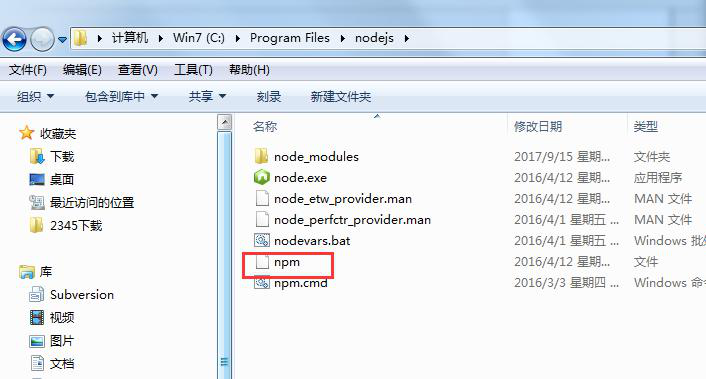 计算机 Win7 (C:) Program Files nodejs
文件(F) 编辑(E) 查看(V) 工具(T) 帮助(H)
组织 包含到库中 共享 刻录 新建文件夹
收藏夹
下载
桌面
最近访问的位置
2345下载
库
Subversion
视频
图片
文档
名称 修改日期 类型
node_modules 2017/9/15 星期... 文件夹
node.exe 2016/4/12 星期... 应用程序
node_etw_provider.man 2016/4/1 星期五 ... MAN 文件
node_perfctr_provider.man 2016/4/1 星期五 ... MAN 文件
nodevars.bat 2016/4/1 星期五 ... Windows 批
npm 2016/4/12 星期... 文件
npm.cmd 2016/3/3 星期四 ... Windows 命